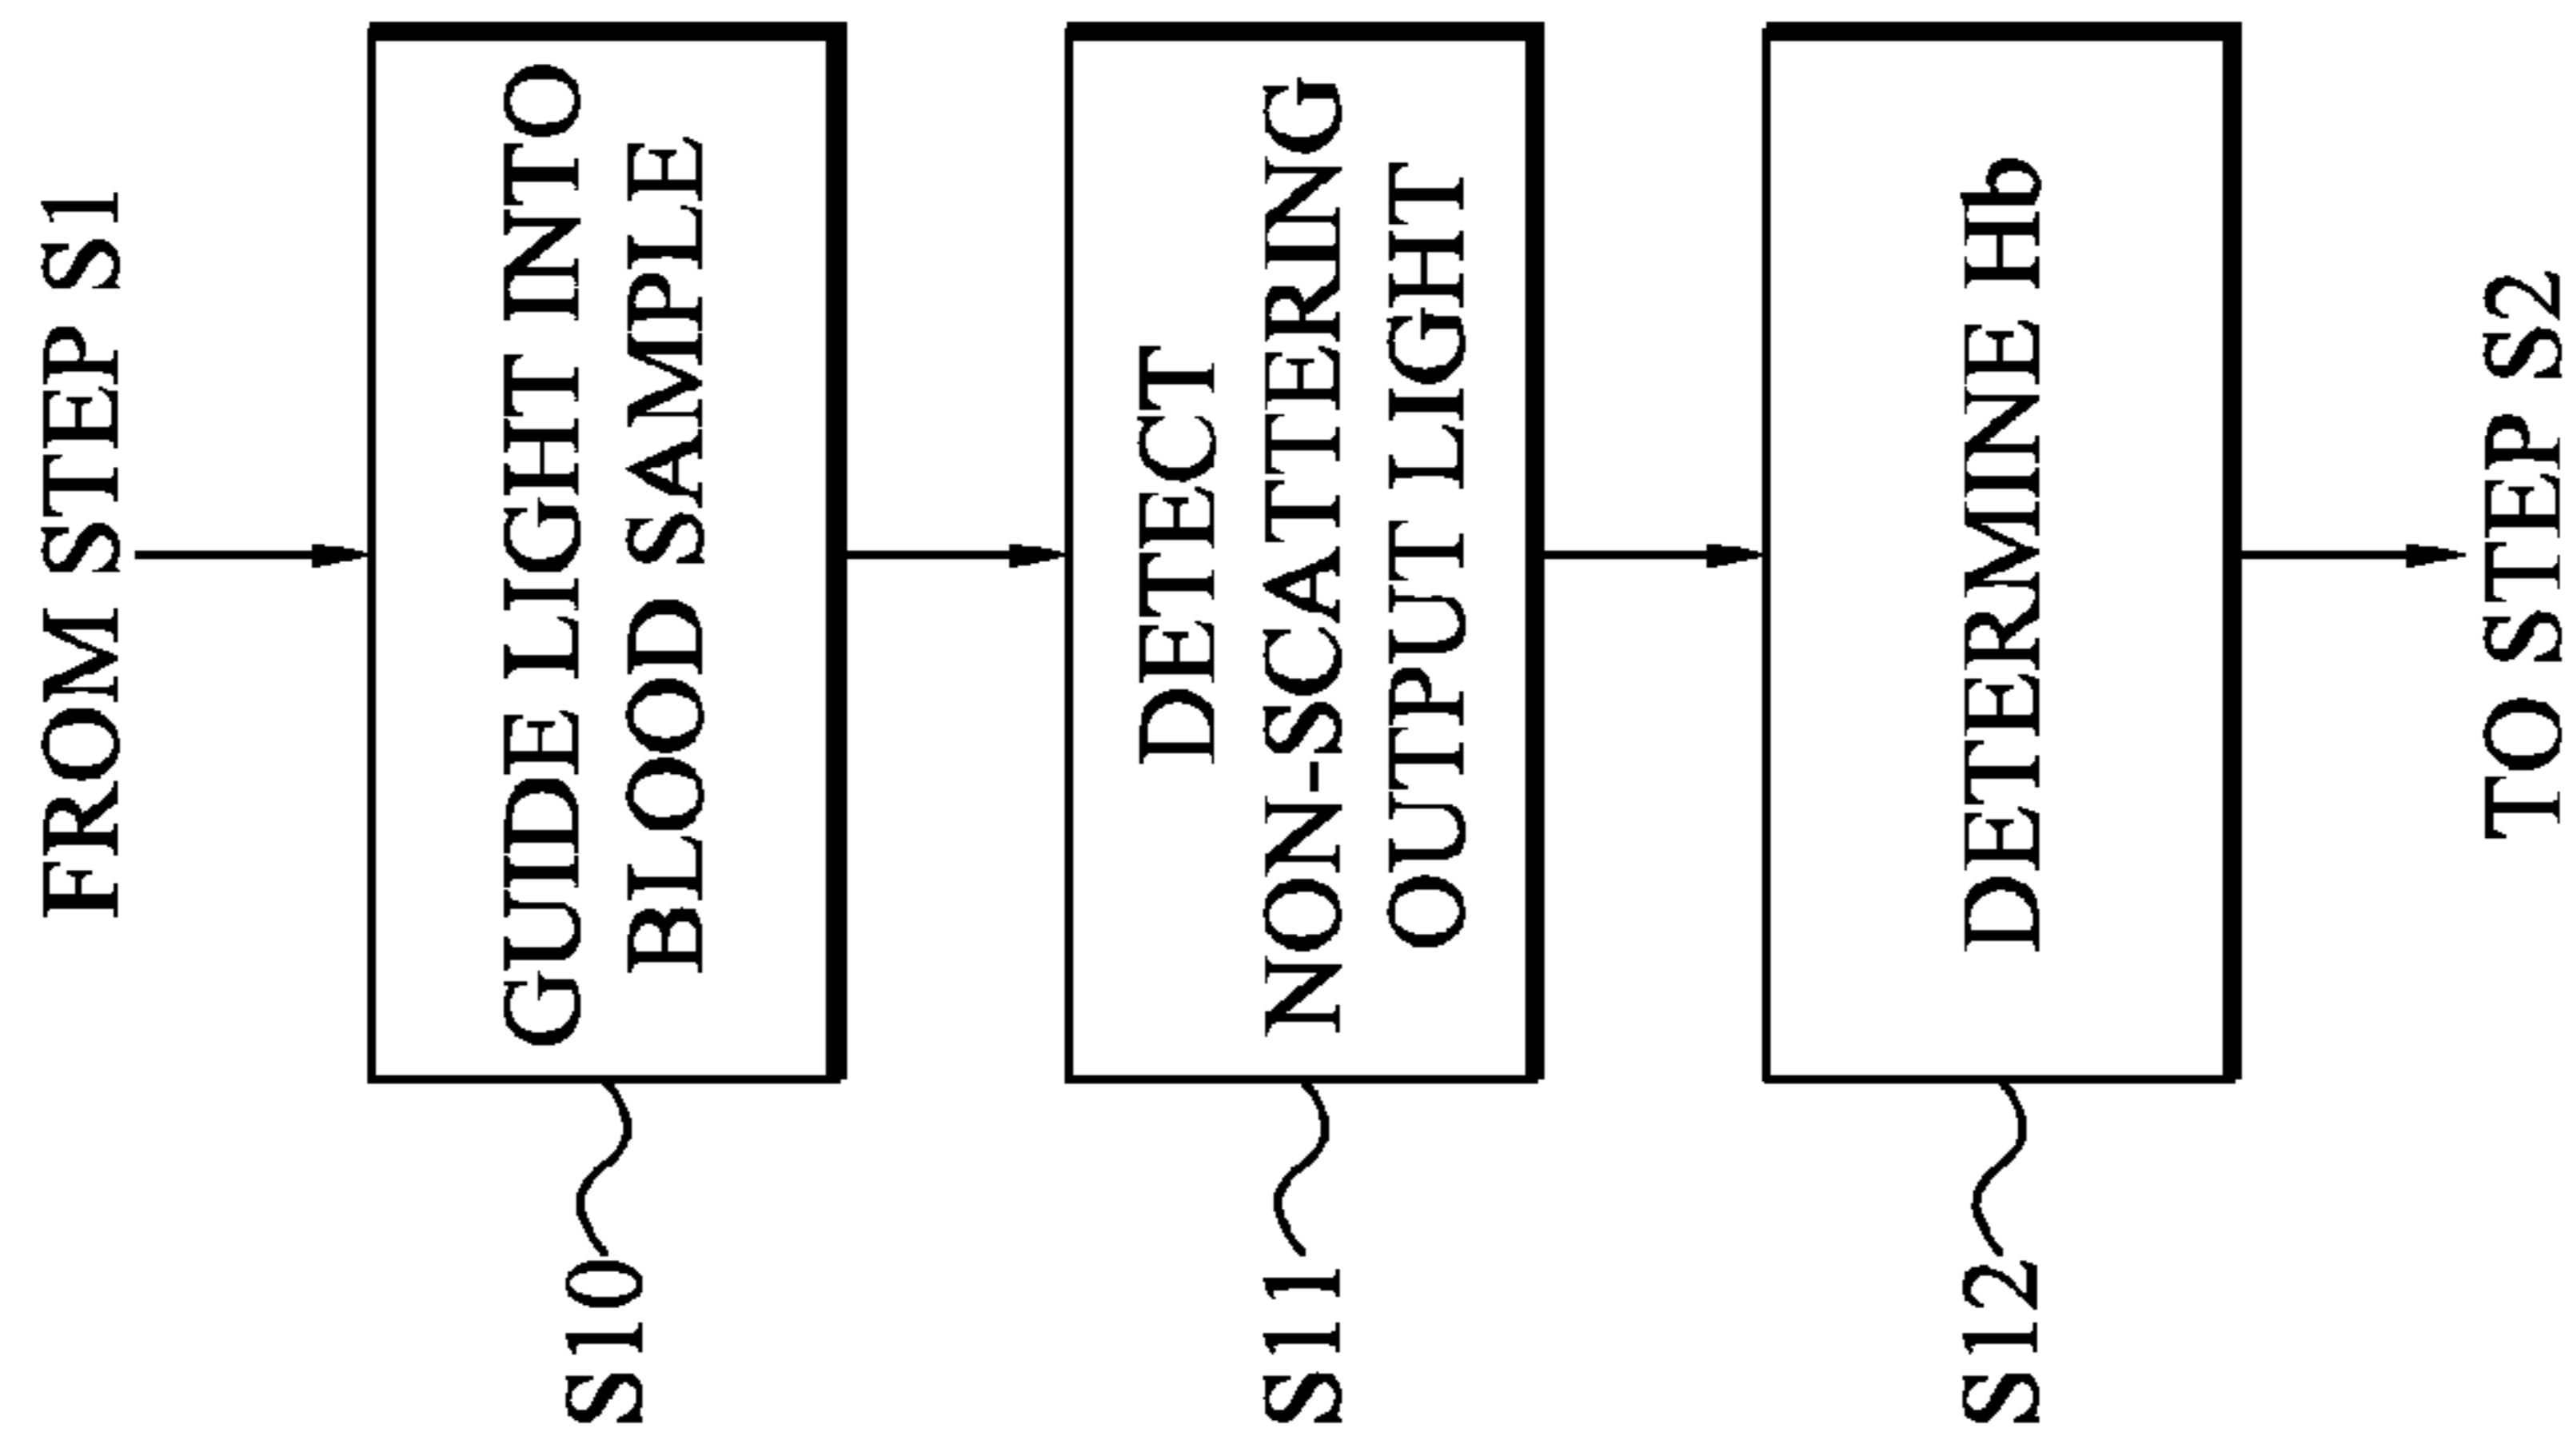 FROM STEP S1
S10
GUIDE LIGHT INTO
BLOOD SAMPLE
S11
DETECT
NON-SCATTERING
OUTPUT LIGHT
S12
DETERMINE Hb
TO STEP S2